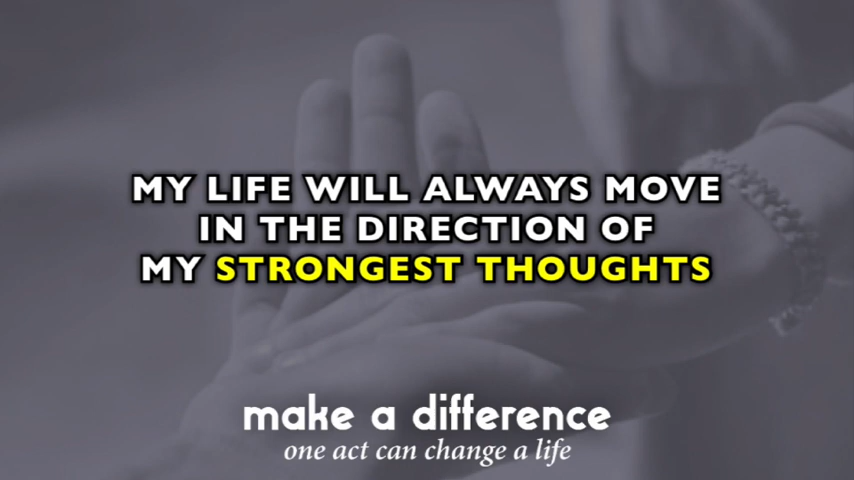 MY LIFE WILL ALWAYS MOVE
IN THE DIRECTION OF
MY STRONGEST THOUGHTS
make a difference
one act can change a life